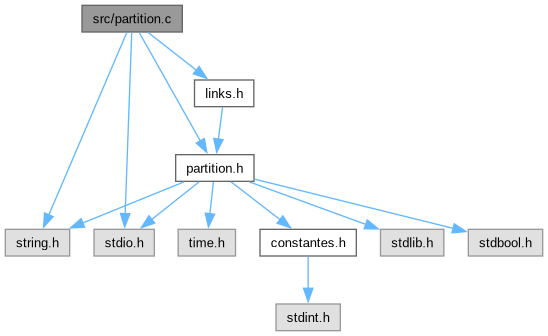 src/partition.c
links.h
partition.h
string.h
stdio.h
time.h
constantes.h
stdlib.h
stdbool.h
stdint.h